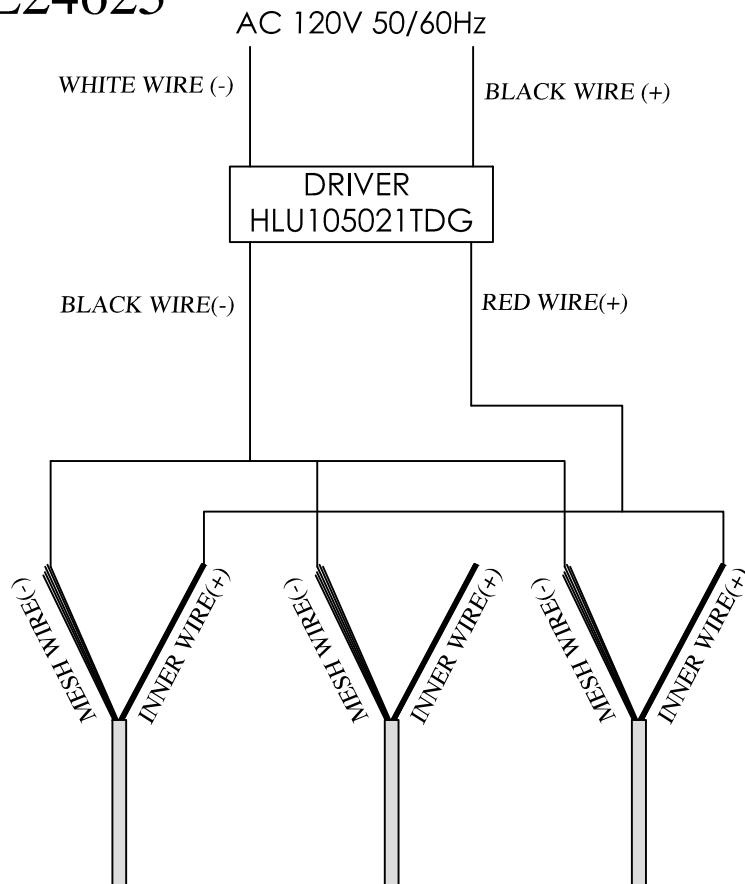 AC 120V 50/60Hz
WHITE WIRE (-)
BLACK WIRE (+)
DRIVER
HLU105021TDG
BLACK WIRE(-)
RED WIRE(+)
MESH WIRE(-)
INNER WIRE(+)
MESH WIRE(-)
INNER WIRE(+)
MESH WIRE(-)
INNER WIRE(+)